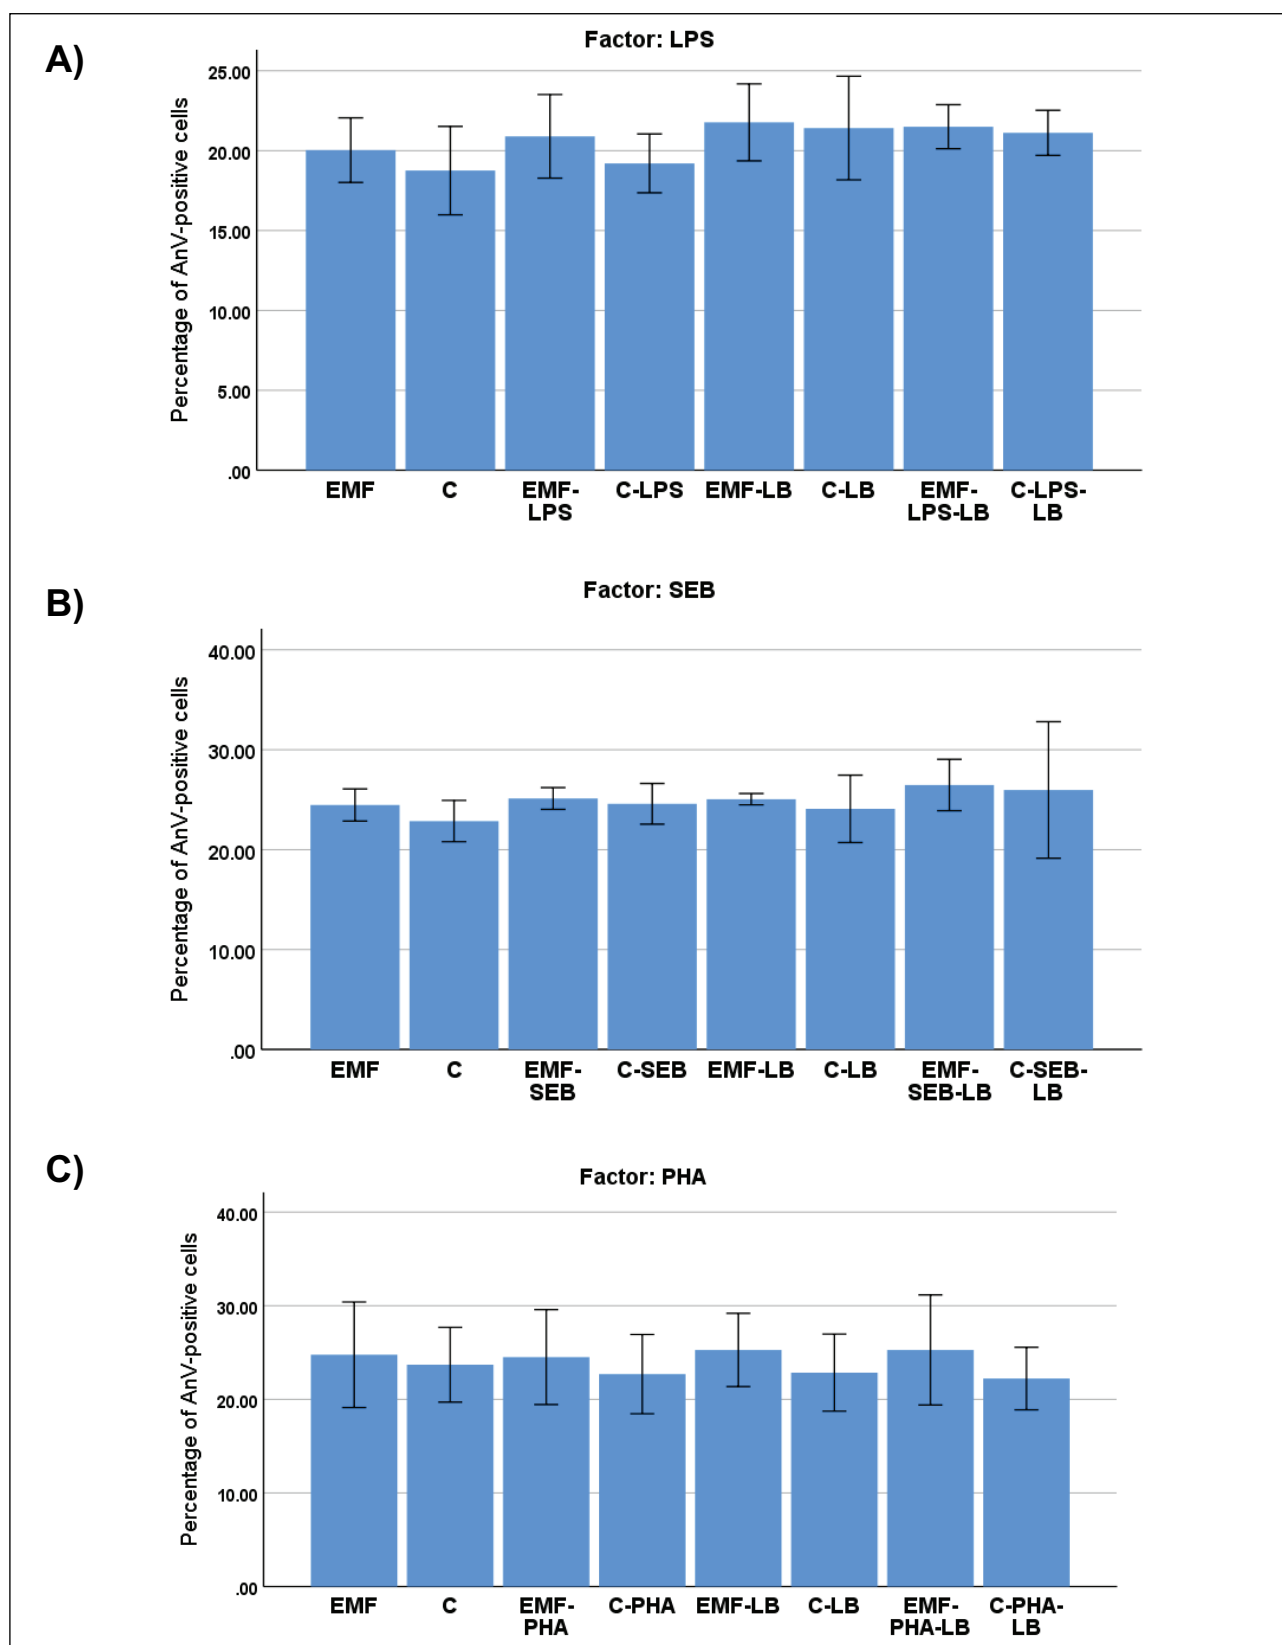 A)
Factor: LPS
Percentage of AnV-positive cells
25.00
20.00
15.00
10.00
5.00
.00
EMF C EMF- C-LPS EMF-LB C-LB EMF- C-LPS-
LPS LPS-LB LB
B)
Factor: SEB
Percentage of AnV-positive cells
40.00
30.00
20.00
10.00
.00
EMF C EMF- C-SEB EMF-LB C-LB EMF- C-SEB-
SEB SEB-LB LB
C)
Factor: PHA
Percentage of AnV-positive cells
40.00
30.00
20.00
10.00
.00
EMF C EMF- C-PHA EMF-LB C-LB EMF- C-PHA-
PHA PHA-LB LB